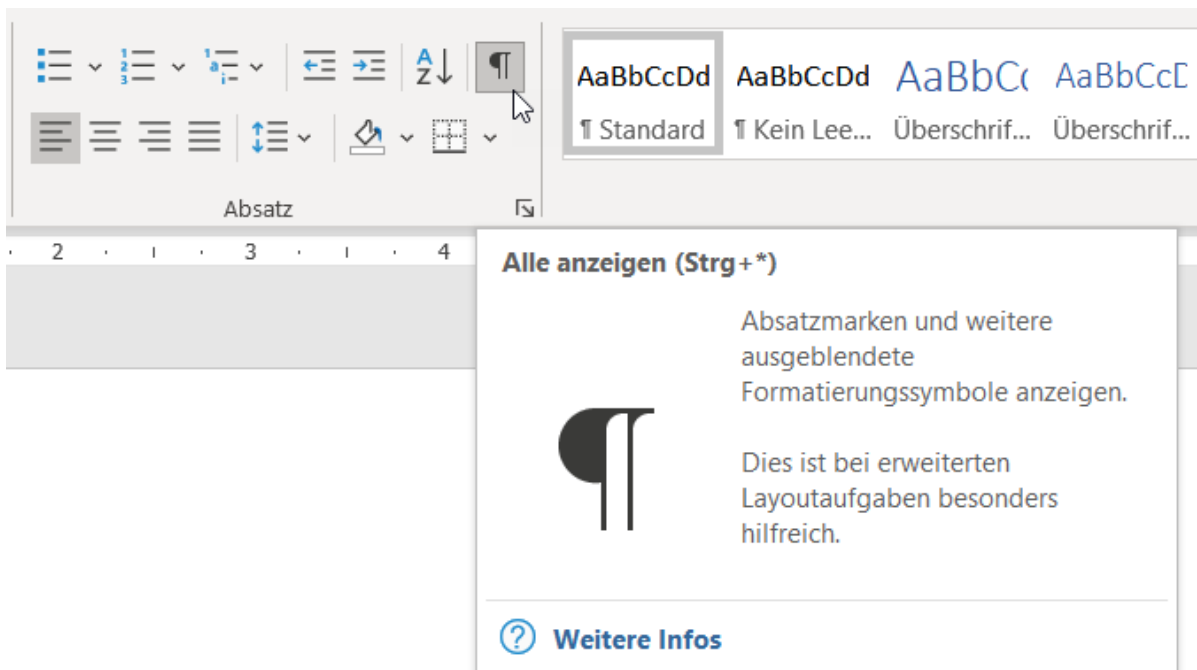 AaBbCcDd AaBbCcDd AaBbC( AaBbCcD
¶ Standard ¶ Kein Lee... Überschrif... Überschrif...
Absatz
2 3 4
Alle anzeigen (Strg+*)
Absatzmarken und weitere
ausgeblendete
Formatierungssymbole anzeigen.
Dies ist bei erweiterten
Layoutaufgaben besonders
hilfreich.
Weitere Infos